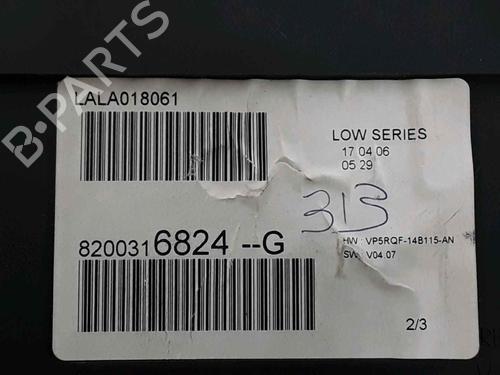 B-PARTS
LALA018061
LOW SERIES
17 04 06
05 29
313
HW : VP5RQF-14B115-AN
SW : V04.07
8200316824 --G
2/3